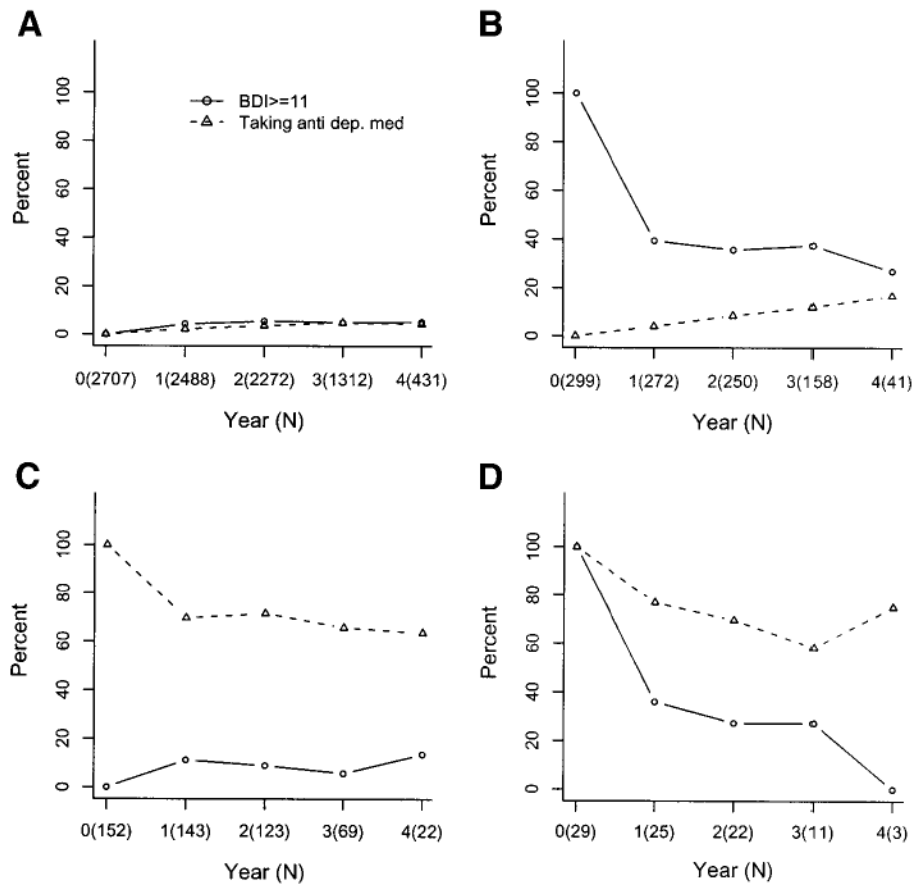 A
100
80
60
40
20
0
Percent
BDI>=11
Taking anti dep. med
0(2707) 1(2488) 2(2272) 3(1312) 4(431)
Year (N)
B
100
80
60
40
20
0
Percent
0(299) 1(272) 2(250) 3(158) 4(41)
Year (N)
C
100
80
60
40
20
0
Percent
0(152) 1(143) 2(123) 3(69) 4(22)
Year (N)
D
100
80
60
40
20
0
Percent
0(29) 1(25) 2(22) 3(11) 4(3)
Year (N)